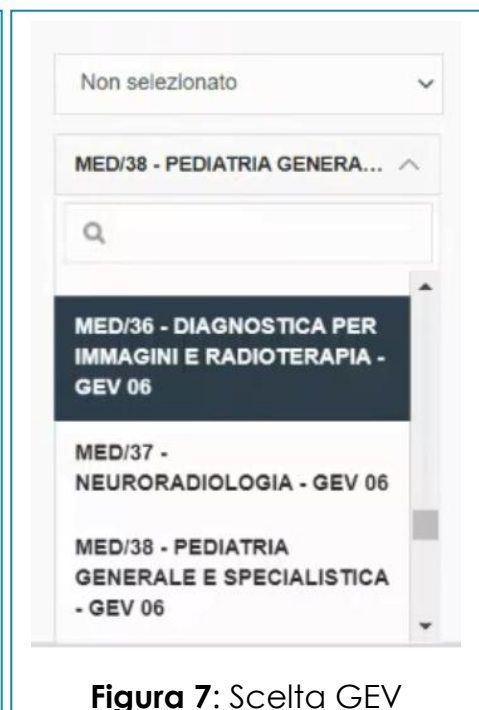 Non selezionato
MED/38 - PEDIATRIA GENERA...
MED/36 - DIAGNOSTICA PER
IMMAGINI E RADIOTERAPIA -
GEV 06
MED/37 -
NEURORADIOLOGIA - GEV 06
MED/38 - PEDIATRIA
GENERALE E SPECIALISTICA
- GEV 06
Figura 7: Scelta GEV